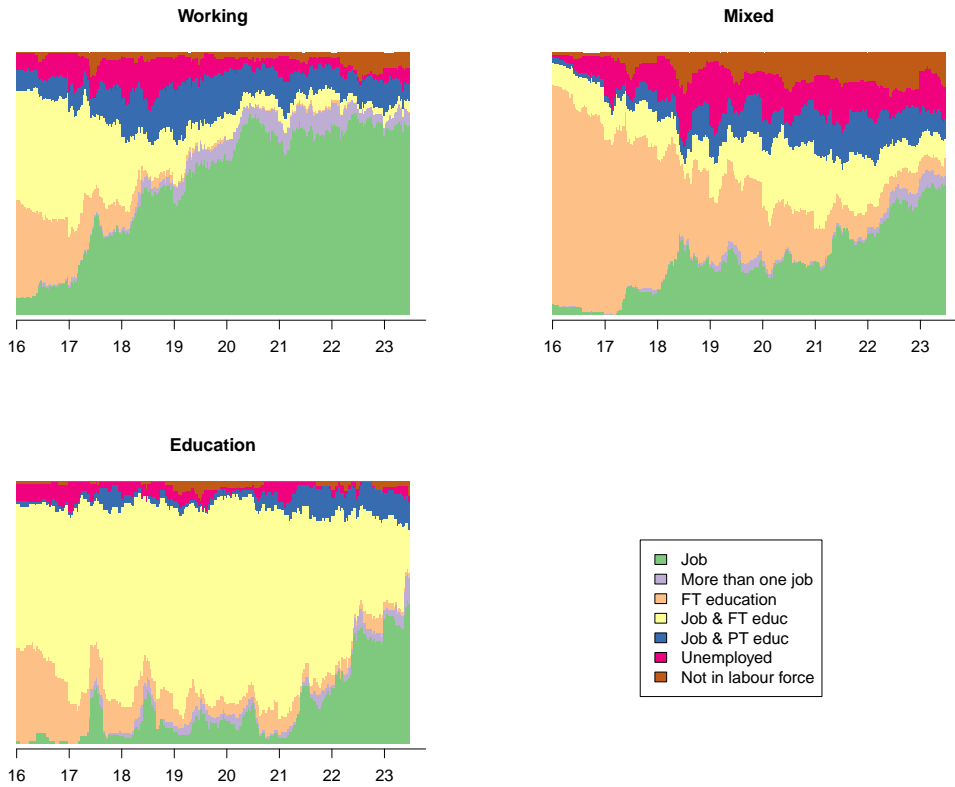 Working
Mixed
16 17 18 19 20 21 22 23
16 17 18 19 20 21 22 23
Education
16 17 18 19 20 21 22 23
Job
More than one job
FT education
Job & FT educ
Job & PT educ
Unemployed
Not in labour force